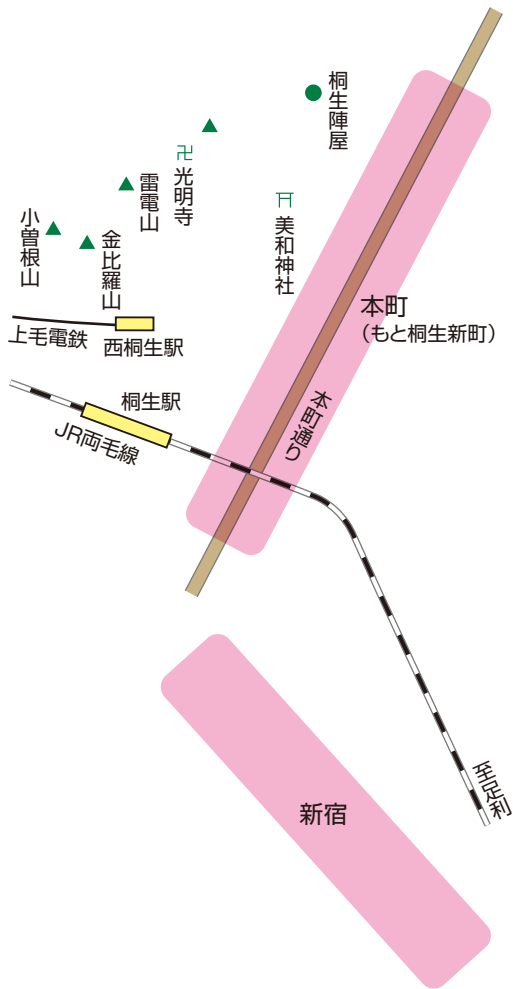 桐生陣屋
光明寺
雷電山
美和神社
小曽根山
金比羅山
本町
（もと桐生新町）
上毛電鉄
西桐生駅
桐生駅
本町通り
JR両毛線
至足利
新宿